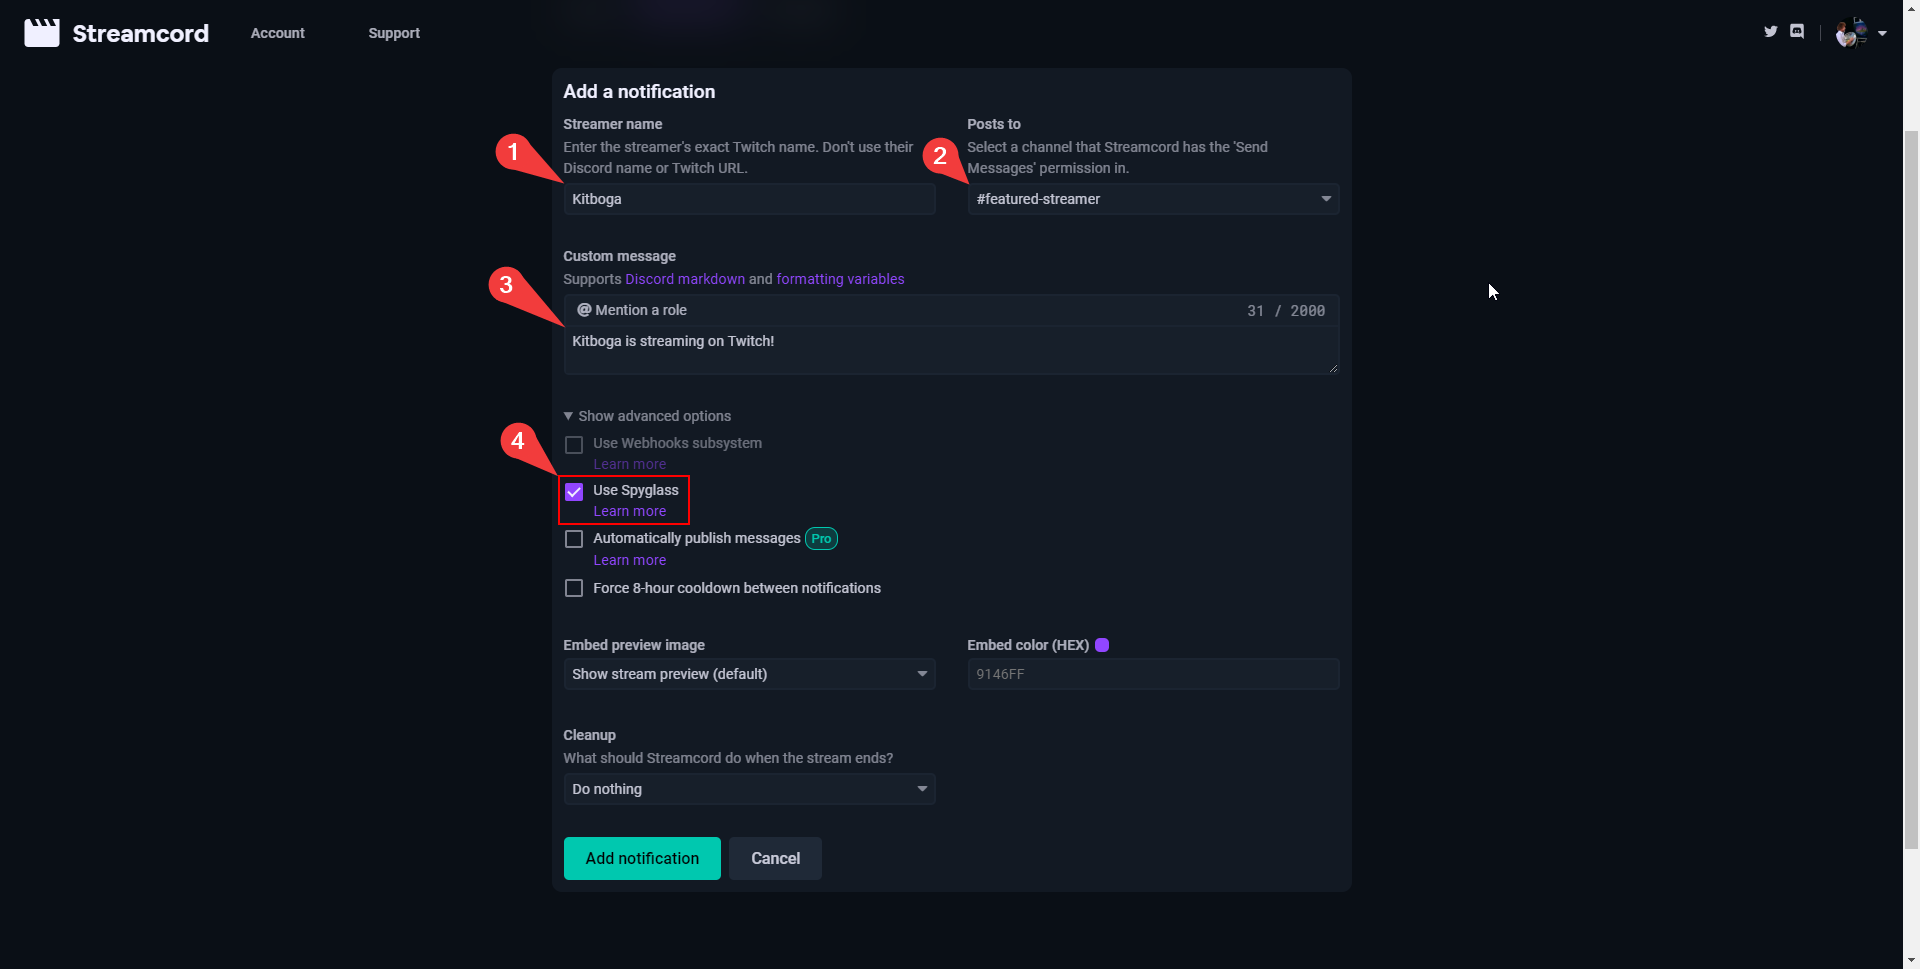 Streamcord
Account
Support
Add a notification
Streamer name
Enter the streamer's exact Twitch name. Don't use their
Discord name or Twitch URL.
1
Kitboga
Posts to
Select a channel that Streamcord has the 'Send
Messages' permission in.
2
#featured-streamer
Custom message
Supports Discord markdown and formatting variables
3
@ Mention a role
31 / 2000
Kitboga is streaming on Twitch!
▼ Show advanced options
Use Webhooks subsystem
Learn more
4
Use Spyglass
Learn more
Automatically publish messages Pro
Learn more
Force 8-hour cooldown between notifications
Embed preview image
Show stream preview (default)
Embed color (HEX)
9146FF
Cleanup
What should Streamcord do when the stream ends?
Do nothing
Add notification
Cancel